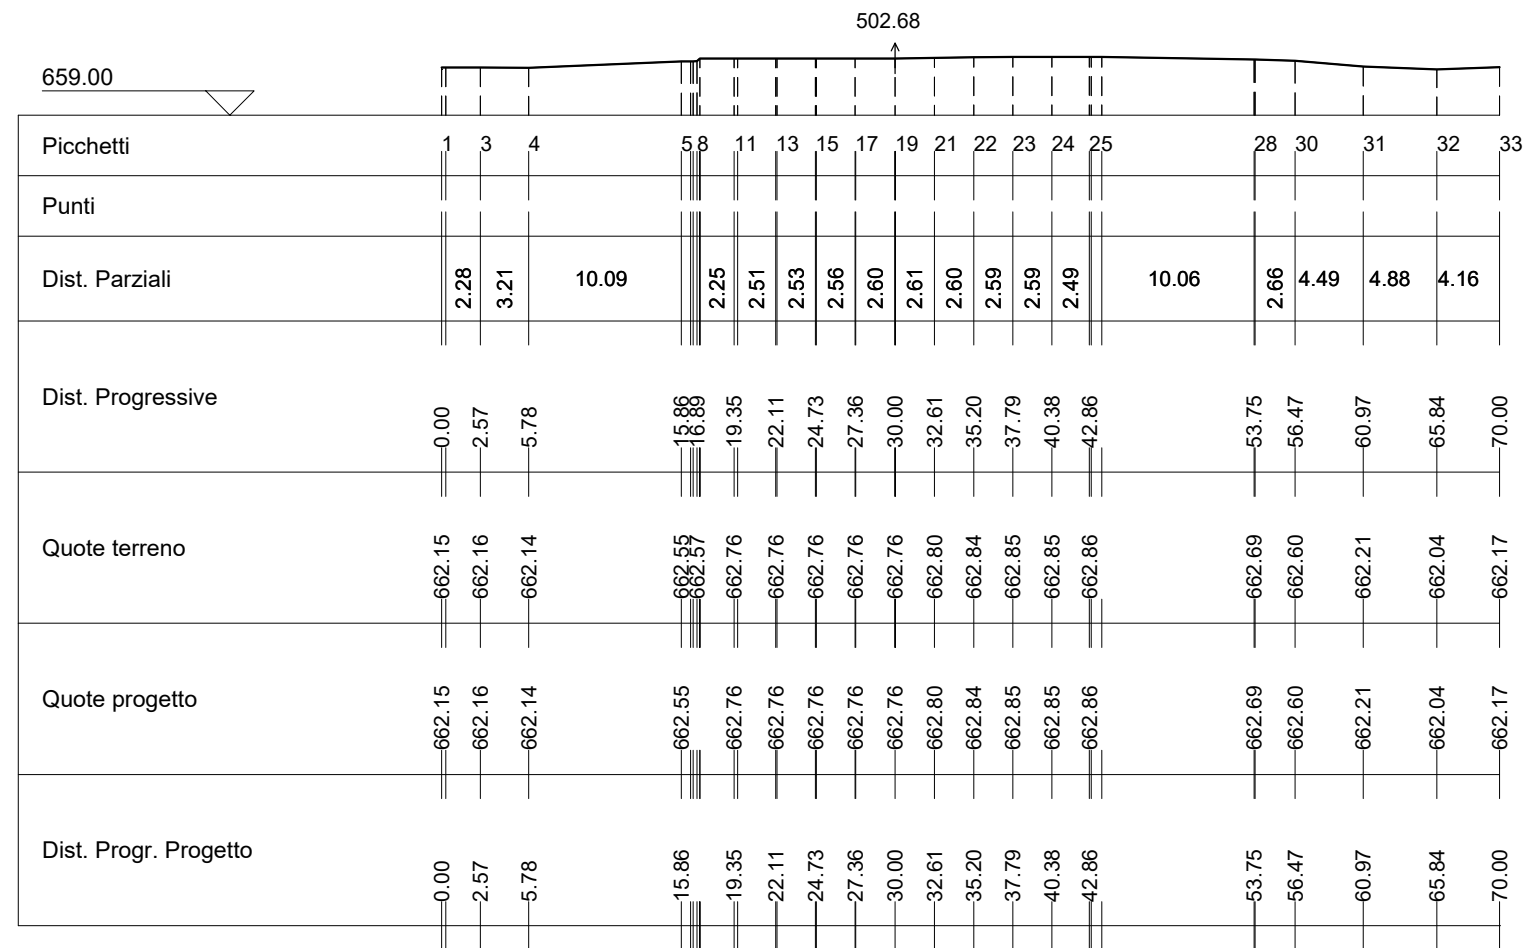 502.68
659.00
Picchetti 1 3 4 5 8 11 13 15 17 19 21 22 23 24 25 28 30 31 32 33
Punti
Dist. Parziali 2.28 3.21 10.09 2.25 2.51 2.53 2.56 2.60 2.61 2.60 2.59 2.59 2.49 10.06 2.66 4.49 4.88 4.16
Dist. Progressive 0.00 2.57 5.78 15.86 16.89 19.35 22.11 24.73 27.36 30.00 32.61 35.20 37.79 40.38 42.86 53.75 56.47 60.97 65.84 70.00
Quote terreno 662.15 662.16 662.14 662.55 662.57 662.76 662.76 662.76 662.76 662.76 662.80 662.84 662.85 662.85 662.86 662.69 662.60 662.21 662.04 662.17
Quote progetto 662.15 662.16 662.14 662.55 662.76 662.76 662.76 662.76 662.76 662.80 662.84 662.85 662.85 662.86 662.69 662.60 662.21 662.04 662.17
Dist. Progr. Progetto 0.00 2.57 5.78 15.86 19.35 22.11 24.73 27.36 30.00 32.61 35.20 37.79 40.38 42.86 53.75 56.47 60.97 65.84 70.00